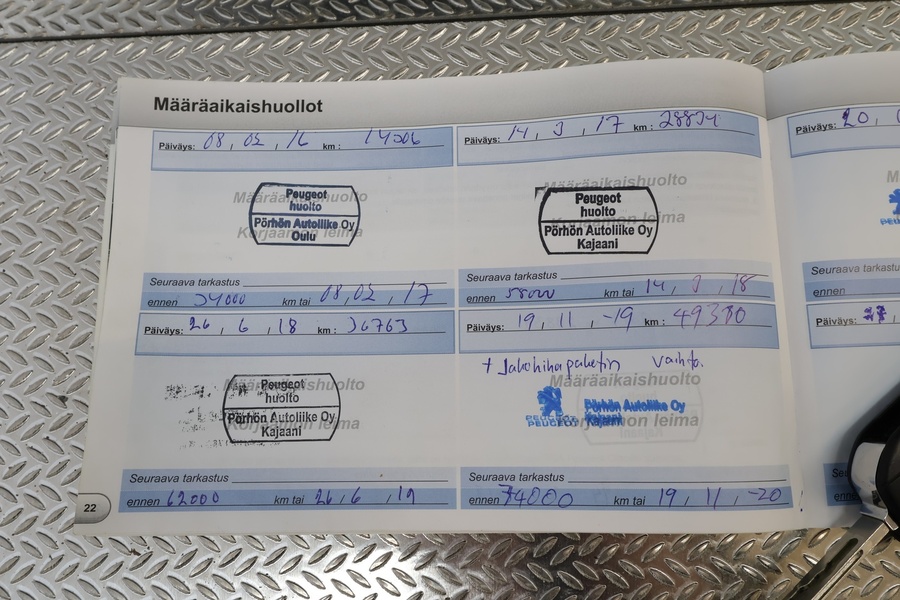 Määräaikaishuollot
Päiväys: 08, 02, 16 km: 14306
Määräaikaishuolto
Peugeot
huolto
Pörhön Autoliike Oy
Oulu
Korjaamon leima
Seuraava tarkastus
ennen 34000 km tai 08, 02, 17
Päiväys: 14, 3, 17 km: 28834
Määräaikaishuolto
Peugeot
huolto
Korjaamon leima
Pörhön Autoliike Oy
Kajaani
Seuraava tarkastus
ennen 58000 km tai 14, 3, 18
Päiväys: 26, 6, 18 km: 36763
Määräaikaishuolto
Peugeot
huolto
Pörhön Autoliike Oy
Korjaamon leima
Kajaani
Seuraava tarkastus
ennen 62000 km tai 26, 6, 19
Päiväys: 19, 11, -19 km: 49380
+ Jakohihnapaketin vaihto.
Määräaikaishuolto
Pörhön Autoliike Oy
Kajaani
PEUGEOT
PEUGEOT
Korjaamon leima
Kajaani
Seuraava tarkastus
ennen 74000 km tai 19, 11, -20
22
Päiväys: 20,
Seuraava tarkastus
ennen
Päiväys: